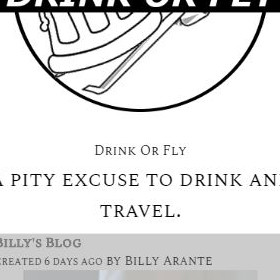 DRINK OR FLY
Drink Or Fly
A PITY EXCUSE TO DRINK AN
TRAVEL.
Billy's Blog
CREATED 6 DAYS AGO BY BILLY ARANTE